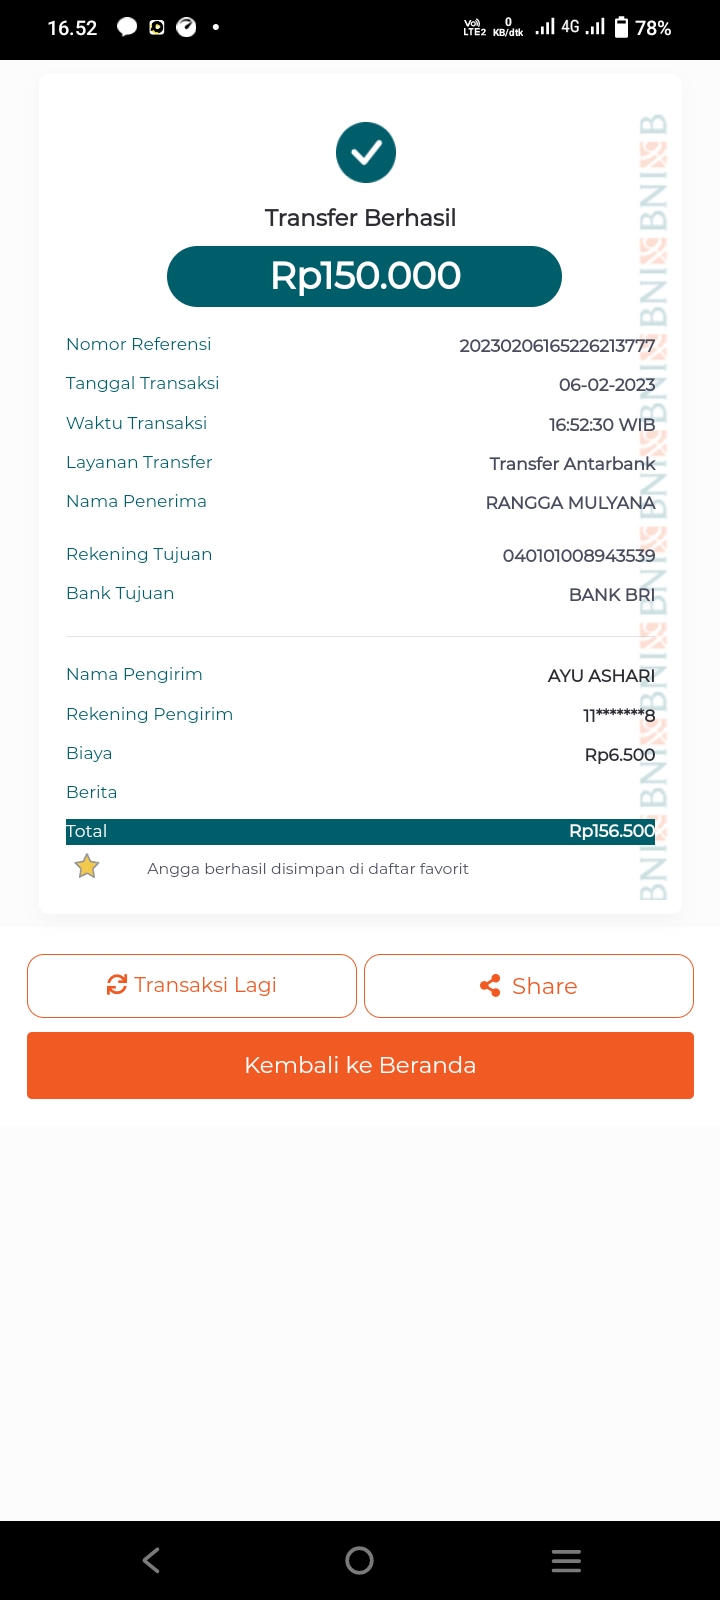 16.52
Vo) LTE2 0 KB/dtk 4G 78%
Transfer Berhasil
Rp150.000
Nomor Referensi 20230206165226213777
Tanggal Transaksi 06-02-2023
Waktu Transaksi 16:52:30 WIB
Layanan Transfer Transfer Antarbank
Nama Penerima RANGGA MULYANA
Rekening Tujuan 040101008943539
Bank Tujuan BANK BRI
Nama Pengirim AYU ASHARI
Rekening Pengirim 11*******8
Biaya Rp6.500
Berita
Total Rp156.500
Angga berhasil disimpan di daftar favorit
BNI BNI BNI BNI BNI BNI BNI BNI B
Transaksi Lagi
Share
Kembali ke Beranda